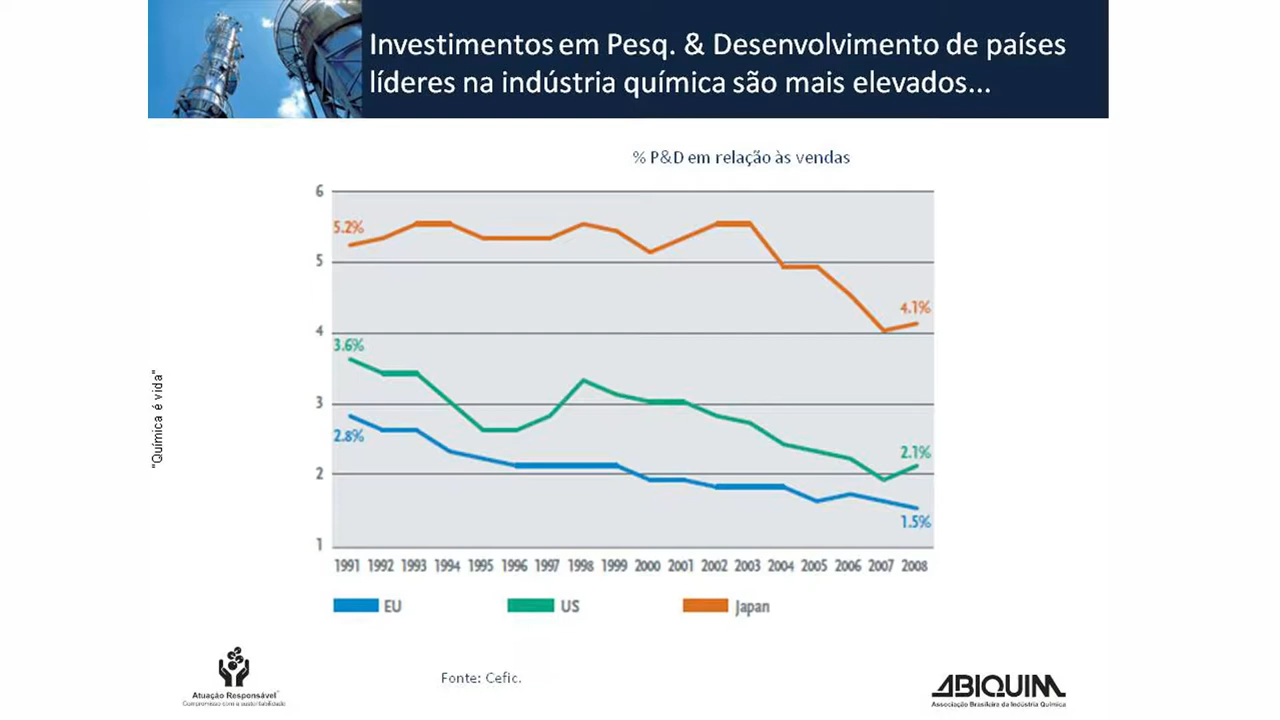 Investimentos em Pesq. & Desenvolvimento de países
líderes na indústria química são mais elevados...
% P&D em relação às vendas
6
5
4
3
2
1
5.2%
4.1%
3.6%
2.1%
2.8%
1.5%
1991 1992 1993 1994 1995 1996 1997 1998 1999 2000 2001 2002 2003 2004 2005 2006 2007 2008
EU US Japan
"Química é vida"
Atuação Responsável
Compromisso com a sustentabilidade
Fonte: Cefic.
ABIQUIM
Associação Brasileira da Indústria Química